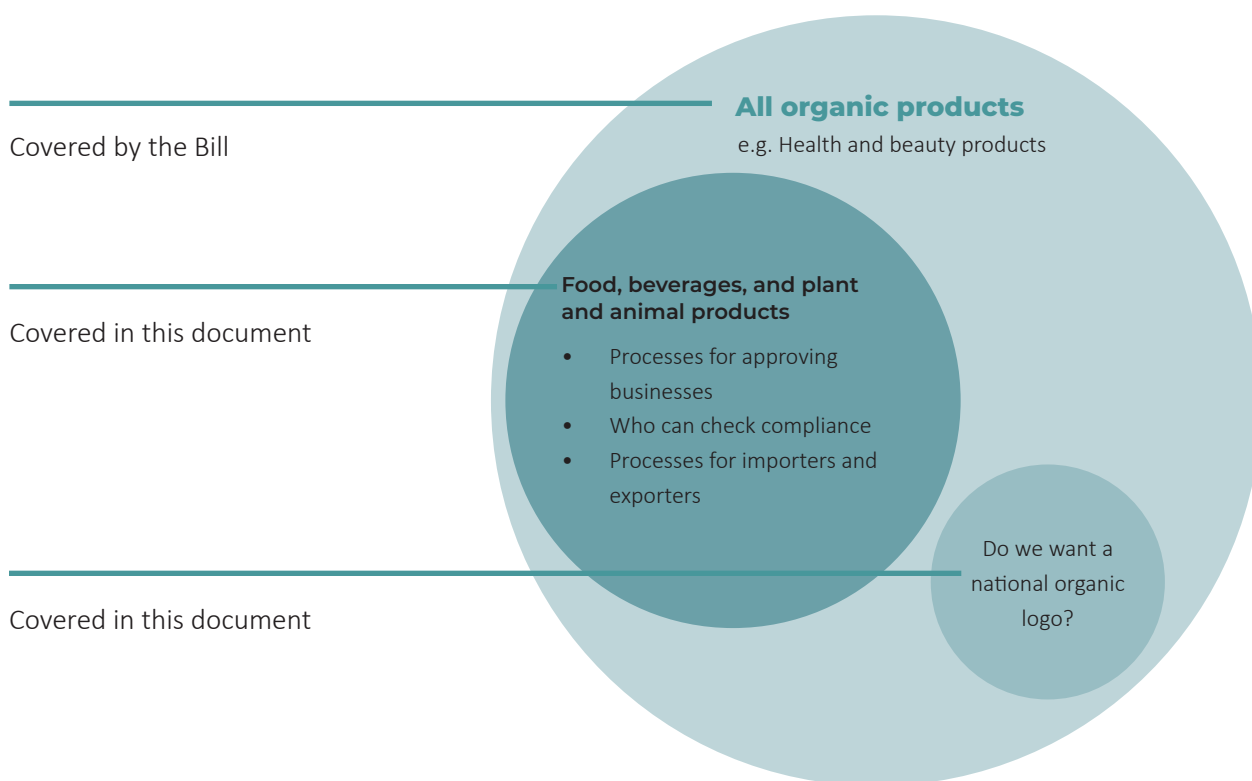 All organic products
e.g. Health and beauty products
Covered by the Bill
Food, beverages, and plant
and animal products
Covered in this document
• Processes for approving
businesses
• Who can check compliance
• Processes for importers and
exporters
Do we want a
national organic
logo?
Covered in this document